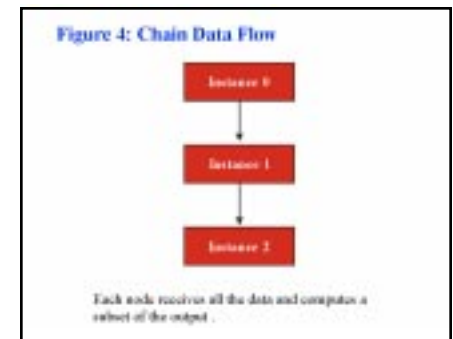 Figure 4: Chain Data Flow
Instance 0
Instance 1
Instance 2
Each node receives all the data and computes a
subset of the output .